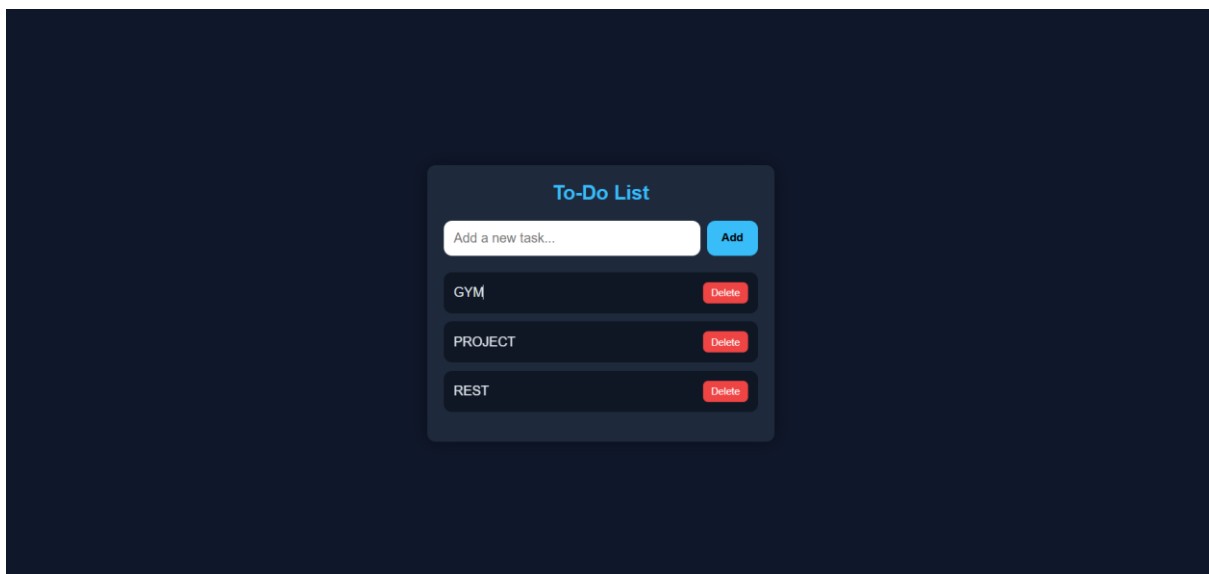 To-Do List
Add a new task... Add
GYM Delete
PROJECT Delete
REST Delete